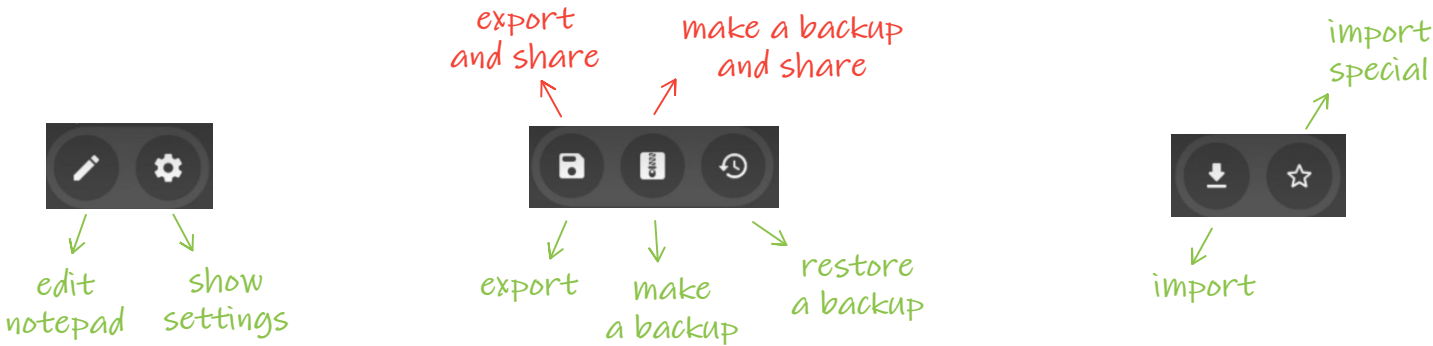 export
and share
make a backup
and share
import
special
edit
notepad
show
settings
export
make
a backup
restore
a backup
import